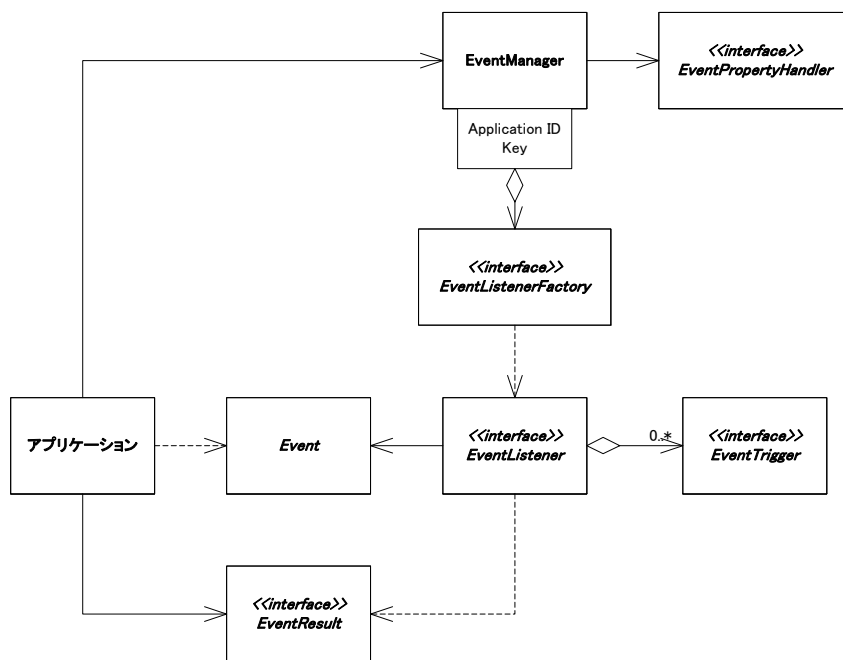 EventManager
<<interface>>
EventPropertyHandler
Application ID
Key
<<interface>>
EventListenerFactory
アプリケーション
Event
<<interface>>
EventListener
0..*
<<interface>>
EventTrigger
<<interface>>
EventResult